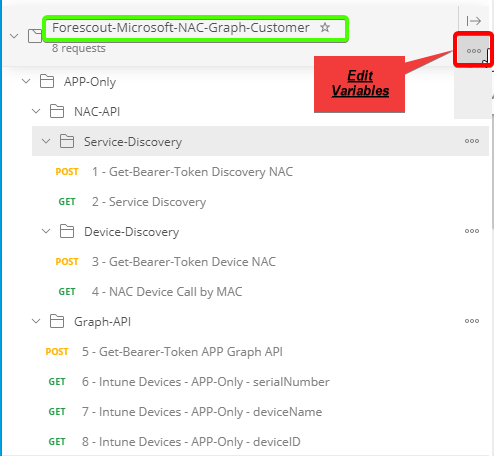 Forescout-Microsoft-NAC-Graph-Customer
8 requests
Edit
Variables
APP-Only
NAC-API
Service-Discovery
POST 1 - Get-Bearer-Token Discovery NAC
GET 2 - Service Discovery
Device-Discovery
POST 3 - Get-Bearer-Token Device NAC
GET 4 - NAC Device Call by MAC
Graph-API
POST 5 - Get-Bearer-Token APP Graph API
GET 6 - Intune Devices - APP-Only - serialNumber
GET 7 - Intune Devices - APP-Only - deviceName
GET 8 - Intune Devices - APP-Only - deviceID